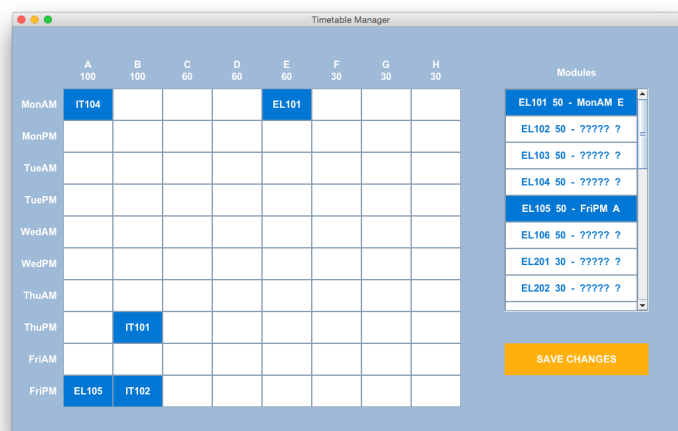 Timetable Manager
A B C D E F G H
100 100 60 60 60 30 30 30
Modules
MonAM IT104 EL101
MonPM
TueAM
TuePM
WedAM
WedPM
ThuAM
ThuPM IT101
FriAM
FriPM EL105 IT102
EL101 50 - MonAM E
EL102 50 - ????? ?
EL103 50 - ????? ?
EL104 50 - ????? ?
EL105 50 - FriPM A
EL106 50 - ????? ?
EL201 30 - ????? ?
EL202 30 - ????? ?
SAVE CHANGES